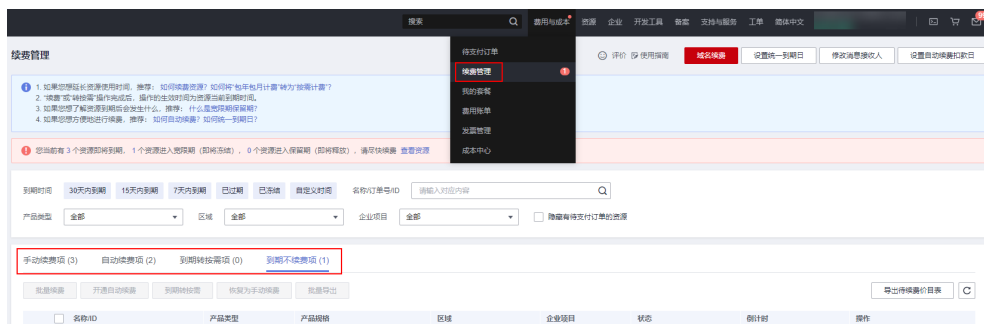 搜索 费用与成本 资源 企业 开发工具 备案 支持与服务 工单 简体中文
待支付订单
续费管理 1
我的套餐
费用账单
发票管理
成本中心
续费管理 评价 使用指南 域名续费 设置统一到期日 修改消息接收人 设置自动续费扣款日
1. 如果您想延长资源使用时间，推荐： 如何续费资源？如何将“包年包月计费”转为“按需计费”？
2. “续费”或“转按需”操作完成后，操作的生效时间为资源当前到期时间。
3. 如果您想了解资源到期后会发生什么，推荐： 什么是宽限期保留期？
4. 如果您想方便地进行续费，推荐： 如何自动续费？如何统一到期日？
您当前有 3 个资源即将到期， 1 个资源进入宽限期（即将冻结）， 0 个资源进入保留期（即将释放），请尽快续费 查看资源
到期时间 30天内到期 15天内到期 7天内到期 已过期 已冻结 自定义时间 名称/订单号/ID 请输入对应内容
产品类型 全部 区域 全部 企业项目 全部 隐藏有待支付订单的资源
手动续费项 (3) 自动续费项 (2) 到期转按需项 (0) 到期不续费项 (1)
批量续费 开通自动续费 到期转按需 恢复为手动续费 批量导出 导出待续费价目表
名称/ID 产品类型 产品规格 区域 企业项目 状态 倒计时 操作